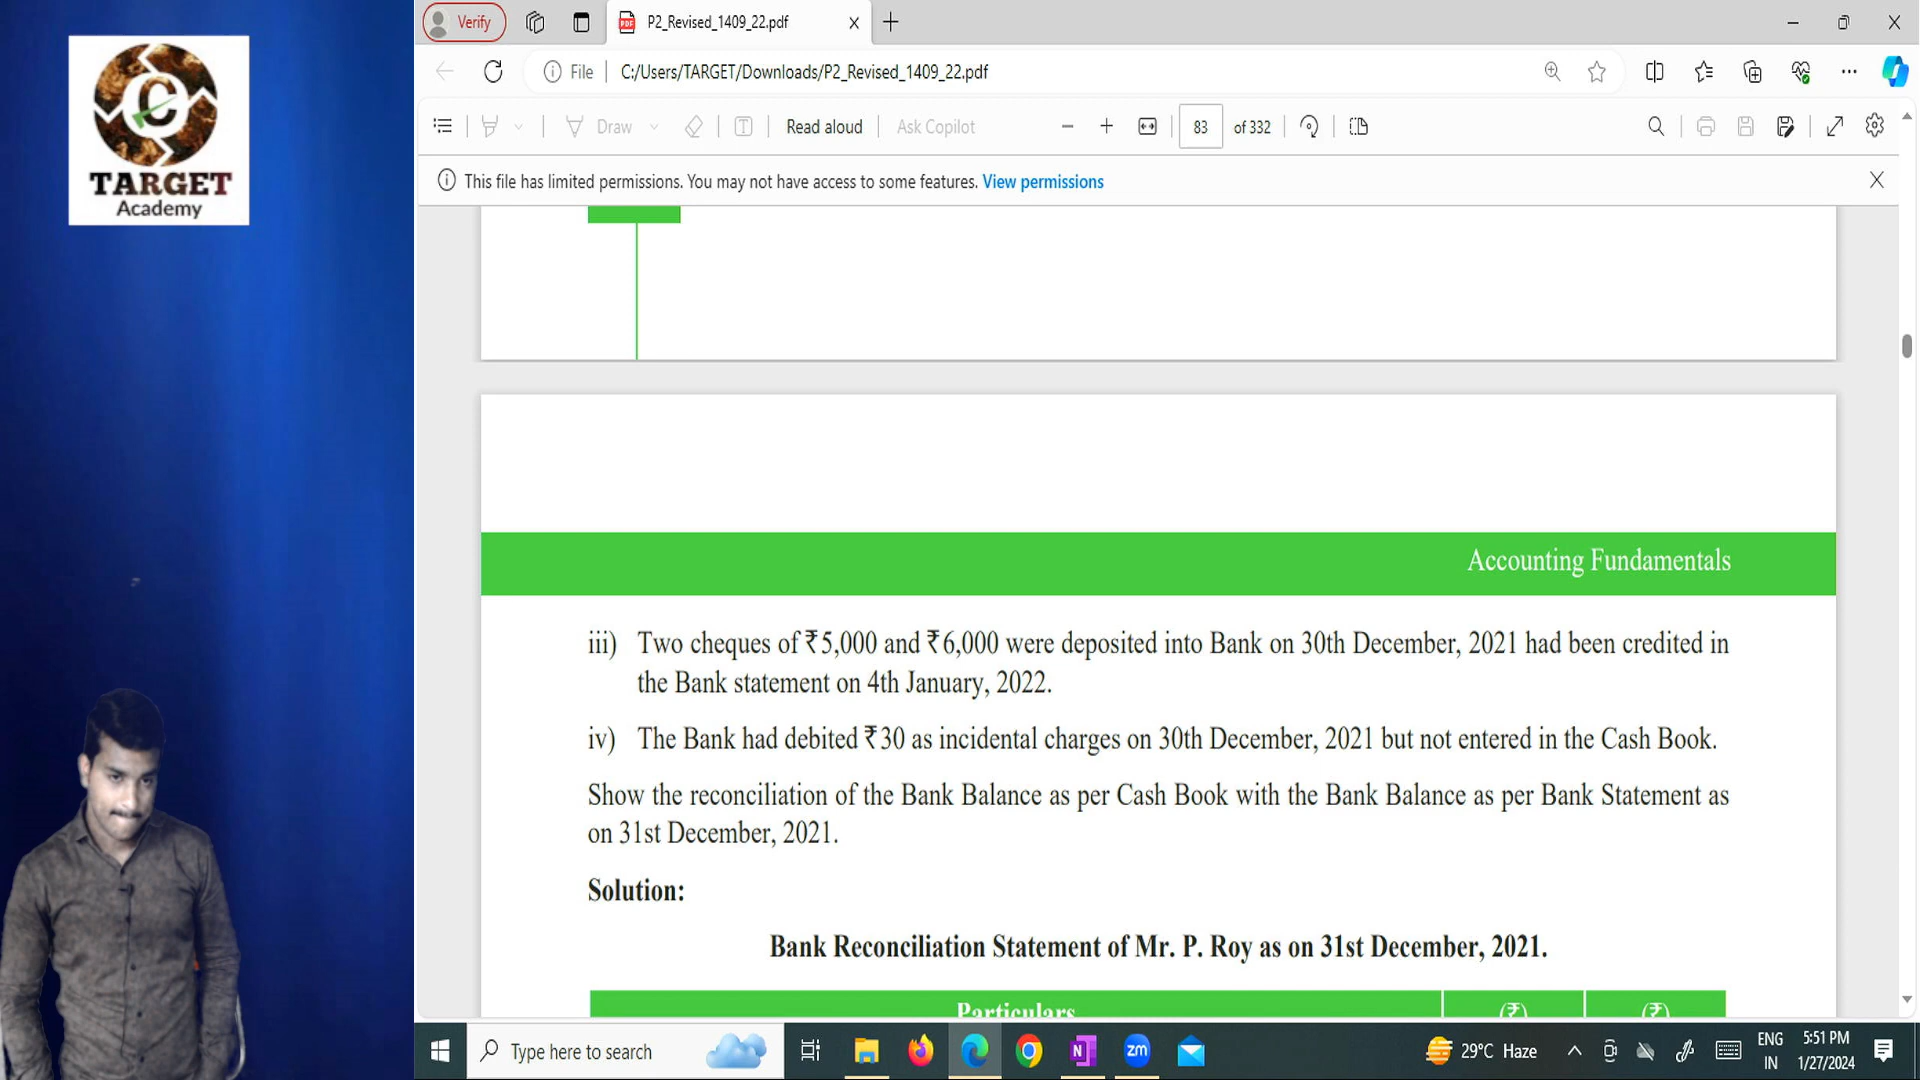 Verify
P2_Revised_1409_22.pdf
File
C:/Users/TARGET/Downloads/P2_Revised_1409_22.pdf
Draw
Read aloud
Ask Copilot
83
of 332
This file has limited permissions. You may not have access to some features. View permissions
C
TARGET
Academy
Accounting Fundamentals
iii) Two cheques of ₹5,000 and ₹6,000 were deposited into Bank on 30th December, 2021 had been credited in
the Bank statement on 4th January, 2022.
iv) The Bank had debited ₹30 as incidental charges on 30th December, 2021 but not entered in the Cash Book.
Show the reconciliation of the Bank Balance as per Cash Book with the Bank Balance as per Bank Statement as
on 31st December, 2021.
Solution:
Bank Reconciliation Statement of Mr. P. Roy as on 31st December, 2021.
Particulars (₹) (₹)
Type here to search
N
zm
29°C Haze
ENG
IN
5:51 PM
1/27/2024